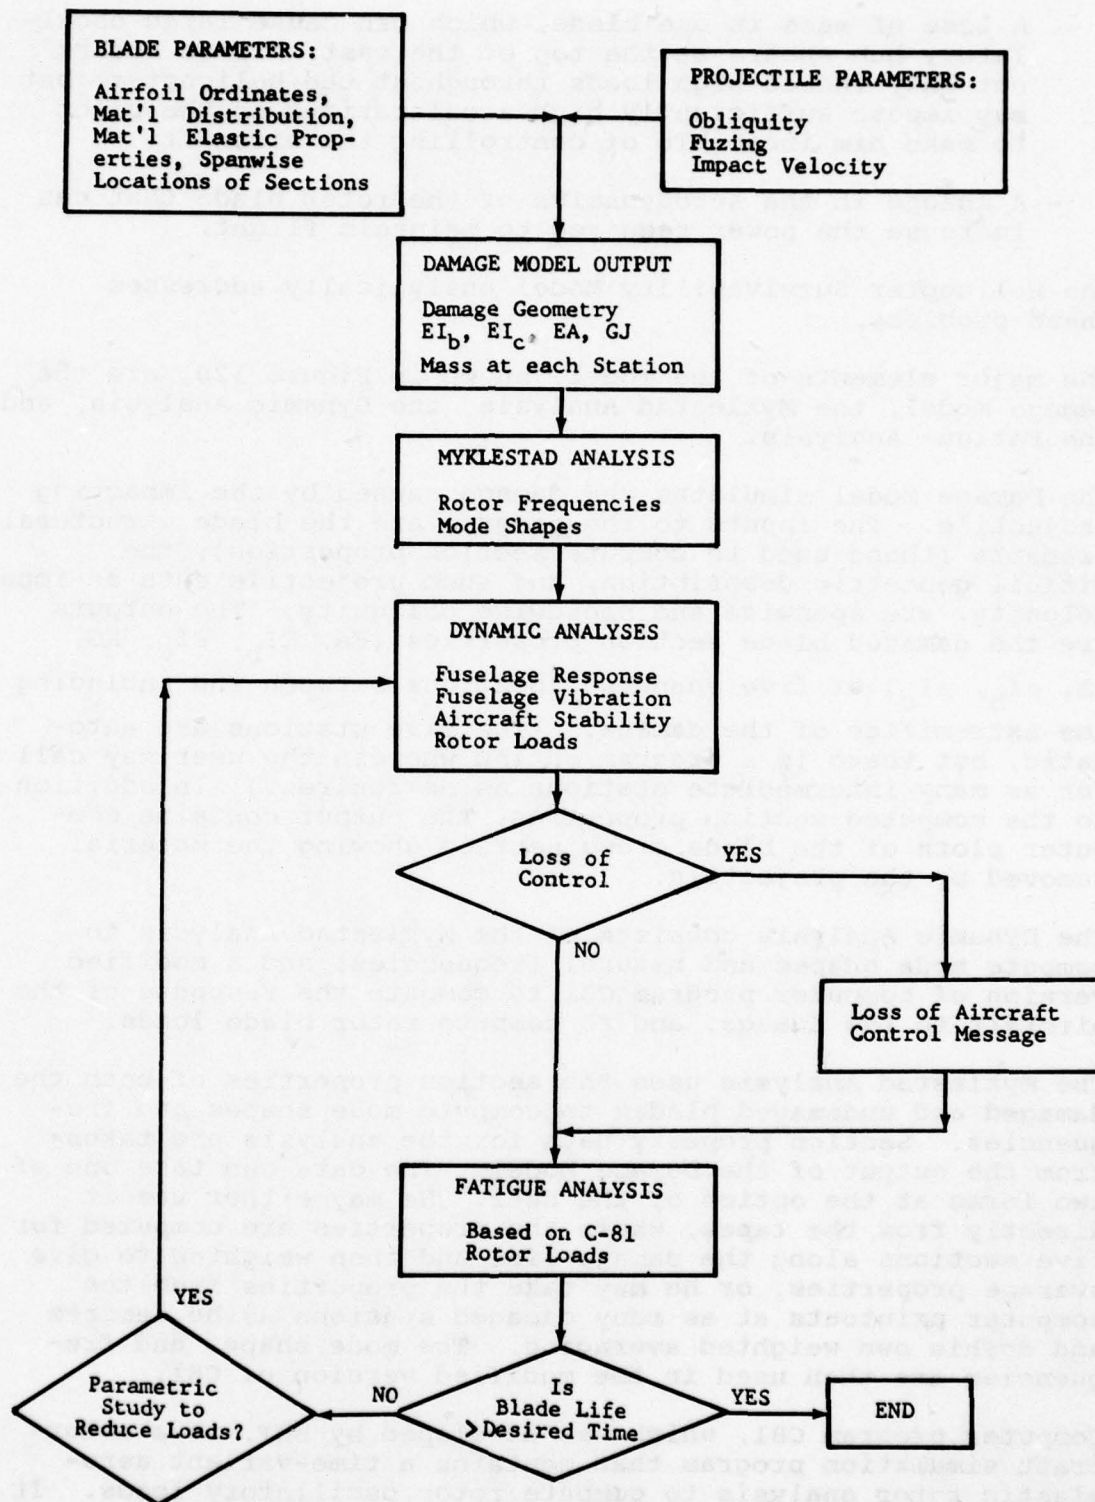 BLADE PARAMETERS:
Airfoil Ordinates,
Mat'l Distribution,
Mat'l Elastic Prop-
erties, Spanwise
Locations of Sections
PROJECTILE PARAMETERS:
Obliquity
Fuzing
Impact Velocity
DAMAGE MODEL OUTPUT
Damage Geometry
EI_b, EI_c, EA, GJ
Mass at each Station
MYKLESTAD ANALYSIS
Rotor Frequencies
Mode Shapes
DYNAMIC ANALYSES
Fuselage Response
Fuselage Vibration
Aircraft Stability
Rotor Loads
Loss of
Control
YES
NO
Loss of Aircraft
Control Message
FATIGUE ANALYSIS
Based on C-81
Rotor Loads
YES
Parametric
Study to
Reduce Loads?
NO
Is
Blade Life
>Desired Time
YES
END